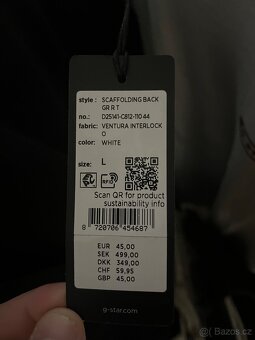 style : SCAFFOLDING BACK
GR R T
no.: D25141-C812-110 44
fabric: VENTURA INTERLOCK
O
color: WHITE
size: L
RFID
Scan QR for product
sustainability info
8 720706 454687
EUR 45,00
SEK 499,00
DKK 349,00
CHF 59,95
GBP 45,00
g-star.com
Bazoš.cz